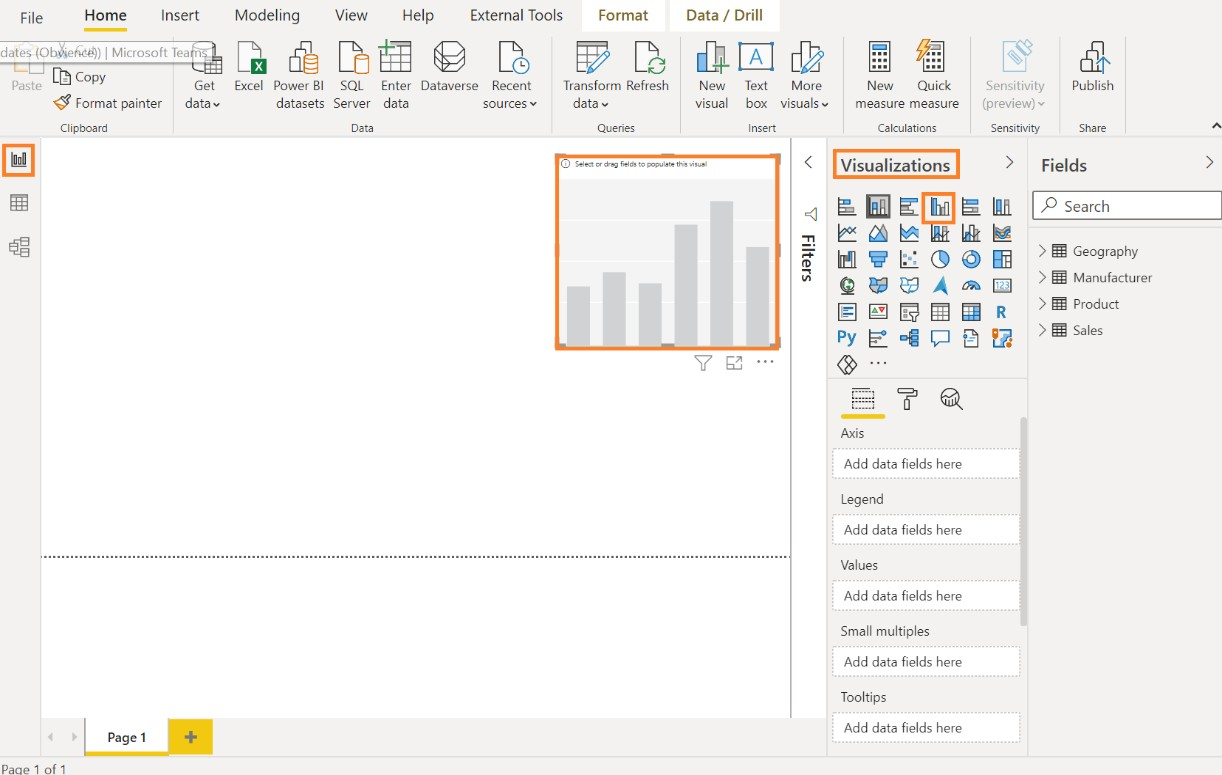 File Home Insert Modeling View Help External Tools Format Data / Drill
dates (Obvience)) | Microsoft Teams
Cut
Paste
Copy
Format painter
Clipboard
Get data
Excel
Power BI datasets
SQL Server
Enter data
Dataverse
Recent sources
Data
Transform data
Refresh
Queries
New visual
Text box
More visuals
Insert
New measure
Quick measure
Calculations
Sensitivity (preview)
Sensitivity
Publish
Share
Select or drag fields to populate this visual
Filters
Visualizations
123
R
Py
Axis
Add data fields here
Legend
Add data fields here
Values
Add data fields here
Small multiples
Add data fields here
Tooltips
Add data fields here
Fields
Search
Geography
Manufacturer
Product
Sales
Page 1
Page 1 of 1